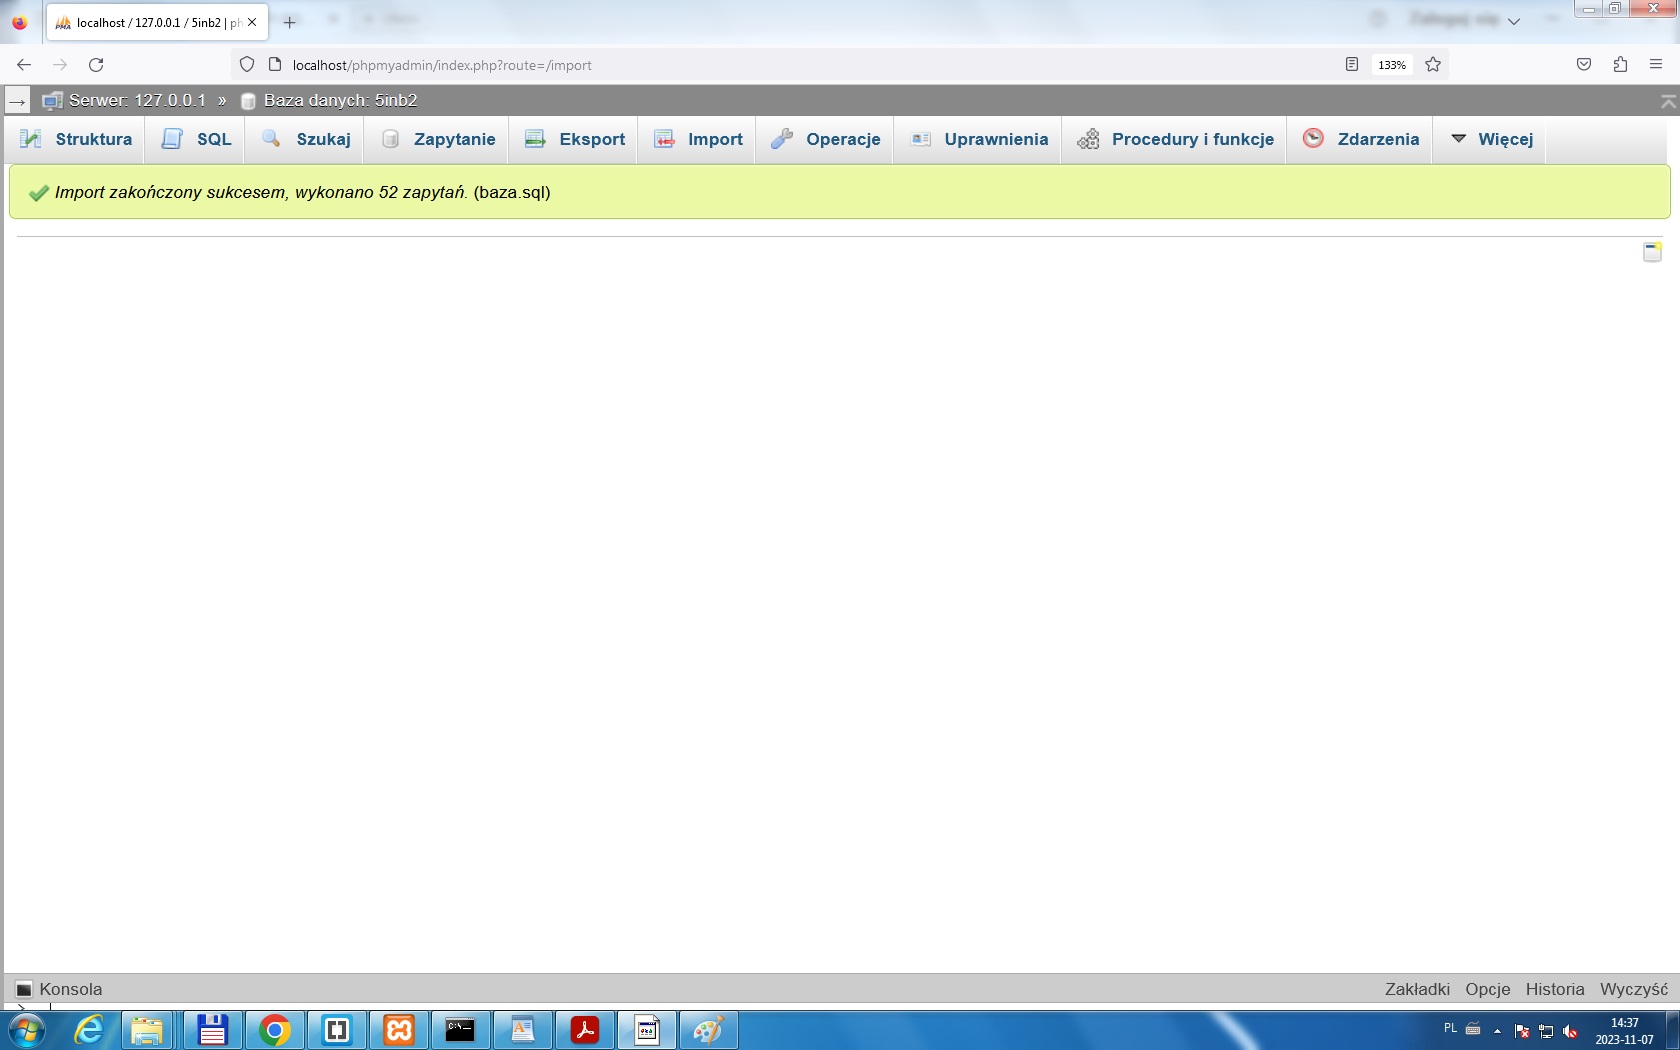 localhost / 127.0.0.1 / 5inb2 | ph
localhost/phpmyadmin/index.php?route=/import
133%
Serwer: 127.0.0.1 » Baza danych: 5inb2
Struktura SQL Szukaj Zapytanie Eksport Import Operacje Uprawnienia Procedury i funkcje Zdarzenia Więcej
Import zakończony sukcesem, wykonano 52 zapytań. (baza.sql)
Konsola
Zakładki Opcje Historia Wyczyść
PL
14:37
2023-11-07